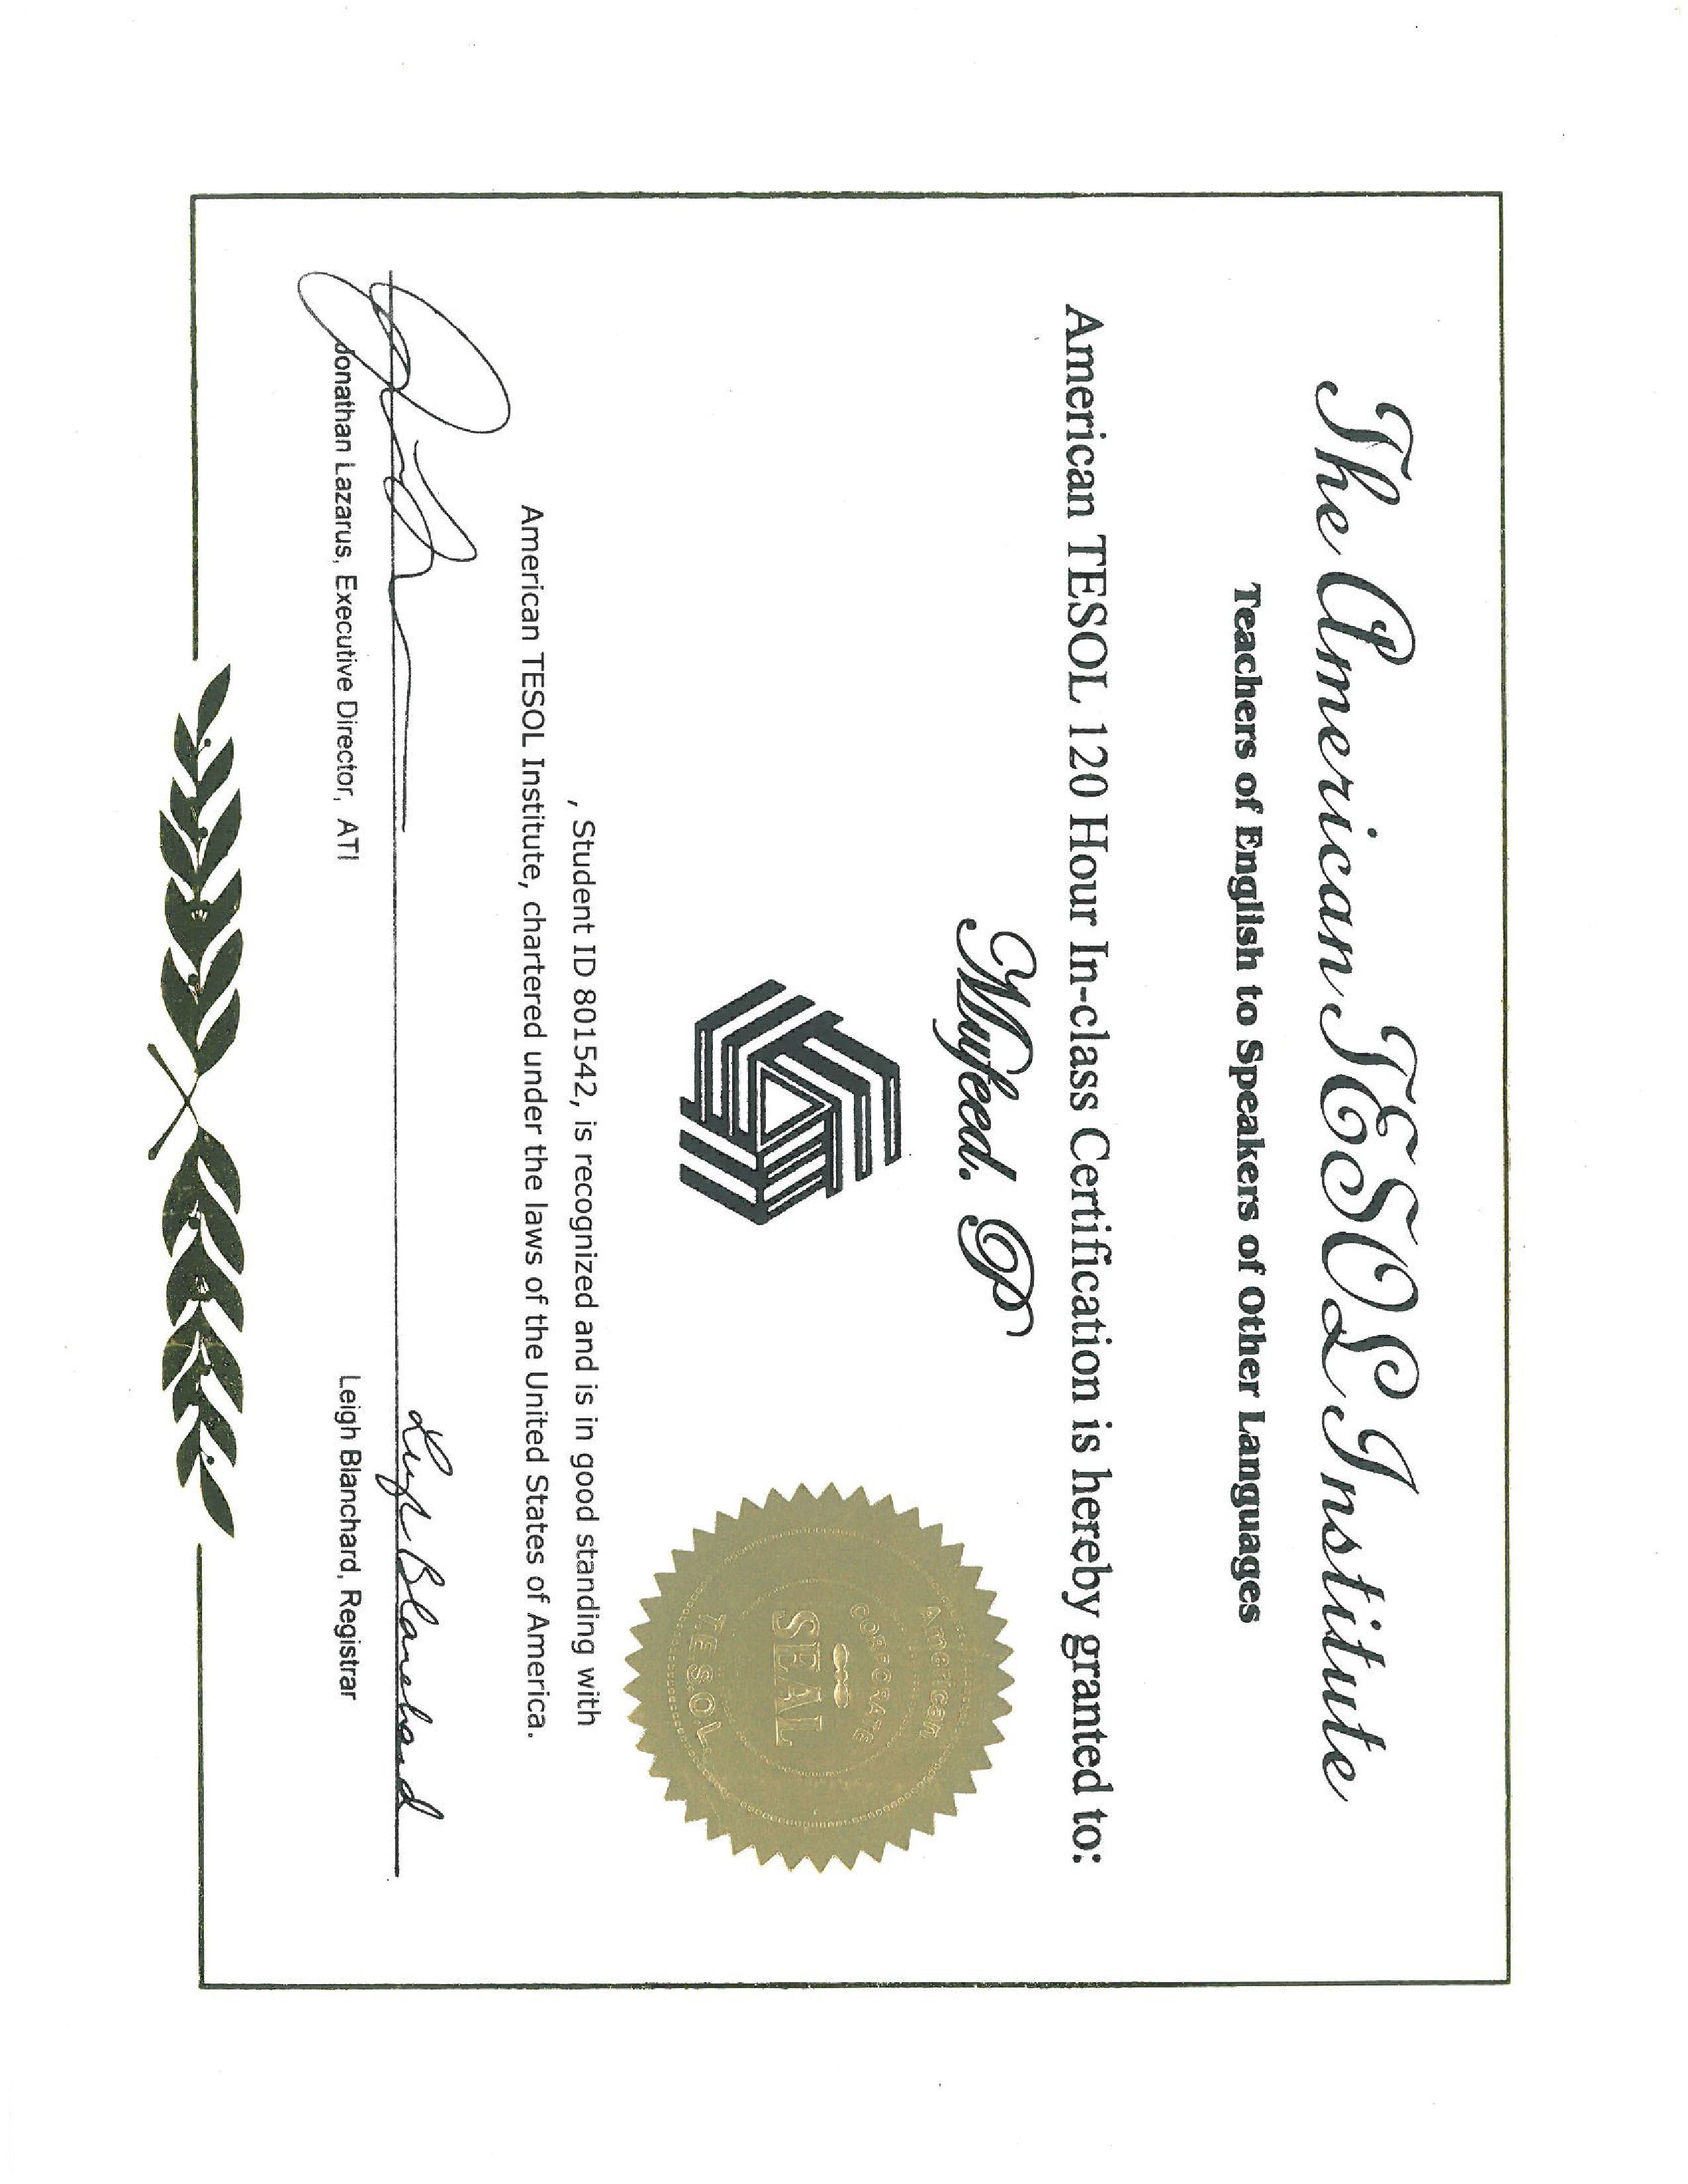 The American TESOL Institute
Teachers of English to Speakers of Other Languages
American TESOL 120 Hour In-class Certification is hereby granted to:
Mufeed. P
American
CORPORATE
SEAL
T.E.S.O.L.
, Student ID 801542, is recognized and is in good standing with
American TESOL Institute, chartered under the laws of the United States of America.
Leigh Blanchard
Jonathan Lazarus, Executive Director, ATI
Leigh Blanchard, Registrar